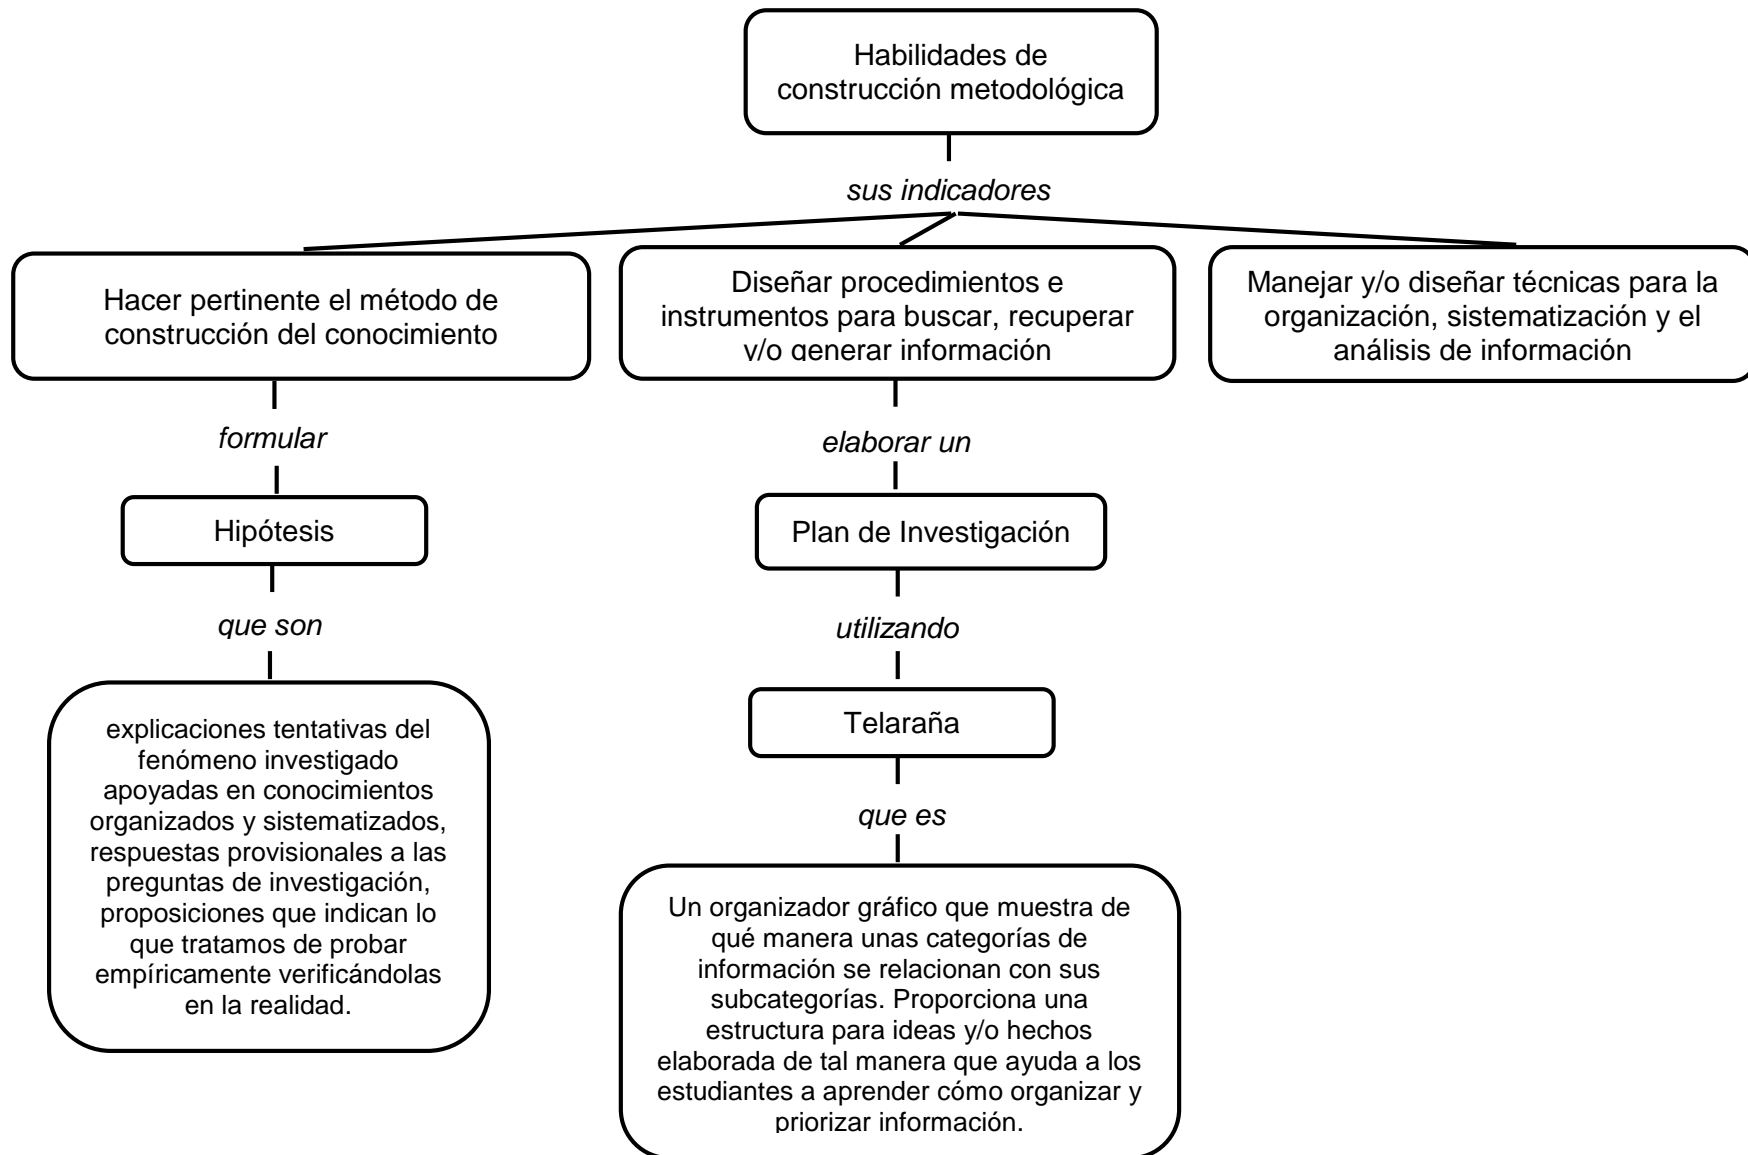 Habilidades de
construcción metodológica
sus indicadores
Hacer pertinente el método de
construcción del conocimiento
Diseñar procedimientos e
instrumentos para buscar, recuperar
y/o generar información
Manejar y/o diseñar técnicas para la
organización, sistematización y el
análisis de información
formular
elaborar un
Hipótesis
Plan de Investigación
que son
utilizando
explicaciones tentativas del
fenómeno investigado
apoyadas en conocimientos
organizados y sistematizados,
respuestas provisionales a las
preguntas de investigación,
proposiciones que indican lo
que tratamos de probar
empíricamente verificándolas
en la realidad.
Telaraña
que es
Un organizador gráfico que muestra de
qué manera unas categorías de
información se relacionan con sus
subcategorías. Proporciona una
estructura para ideas y/o hechos
elaborada de tal manera que ayuda a los
estudiantes a aprender cómo organizar y
priorizar información.